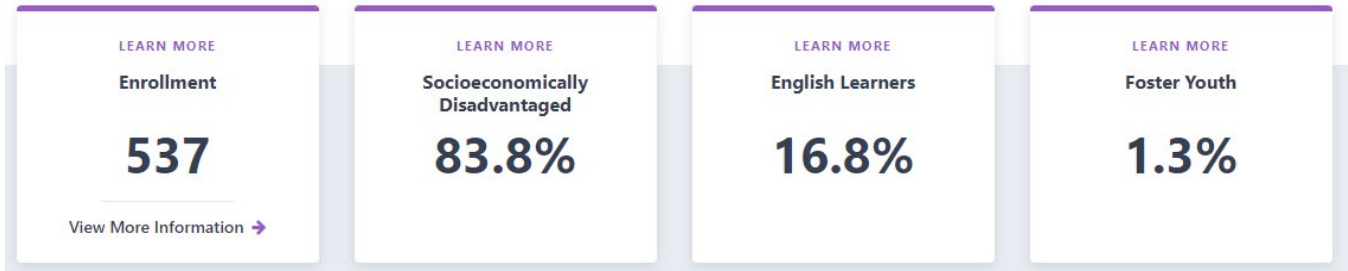 LEARN MORE
Enrollment
537
View More Information
LEARN MORE
Socioeconomically
Disadvantaged
83.8%
LEARN MORE
English Learners
16.8%
LEARN MORE
Foster Youth
1.3%